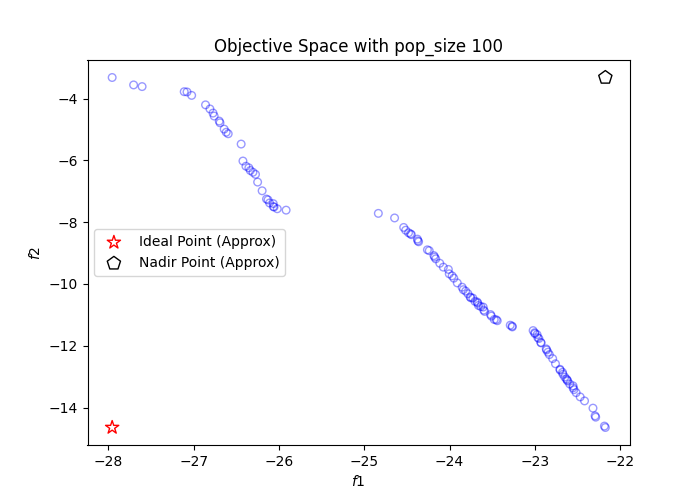 Objective Space with pop_size 100
−4
−6
−8
−10
−12
−14
f2
Ideal Point (Approx)
Nadir Point (Approx)
−28 −27 −26 −25 −24 −23 −22
f1